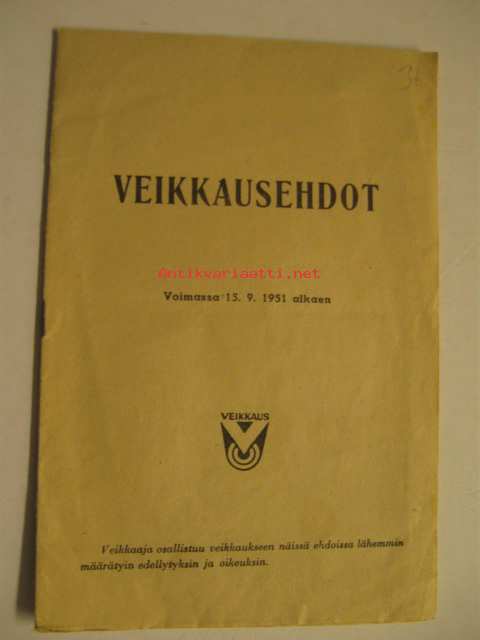 36
VEIKKAUSEHDOT
Antikvariaatti.net
Voimassa 15. 9. 1951 alkaen
VEIKKAUS
Veikkaaja osallistuu veikkaukseen näissä ehdoissa lähemmin
määrätyin edellytyksin ja oikeuksin.